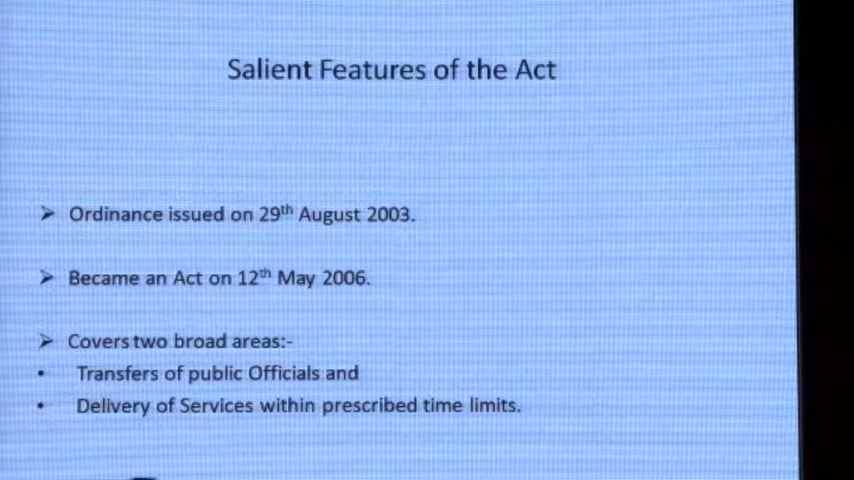 Salient Features of the Act
➢ Ordinance issued on 29th August 2003.
➢ Became an Act on 12th May 2006.
➢ Covers two broad areas:-
• Transfers of public Officials and
• Delivery of Services within prescribed time limits.